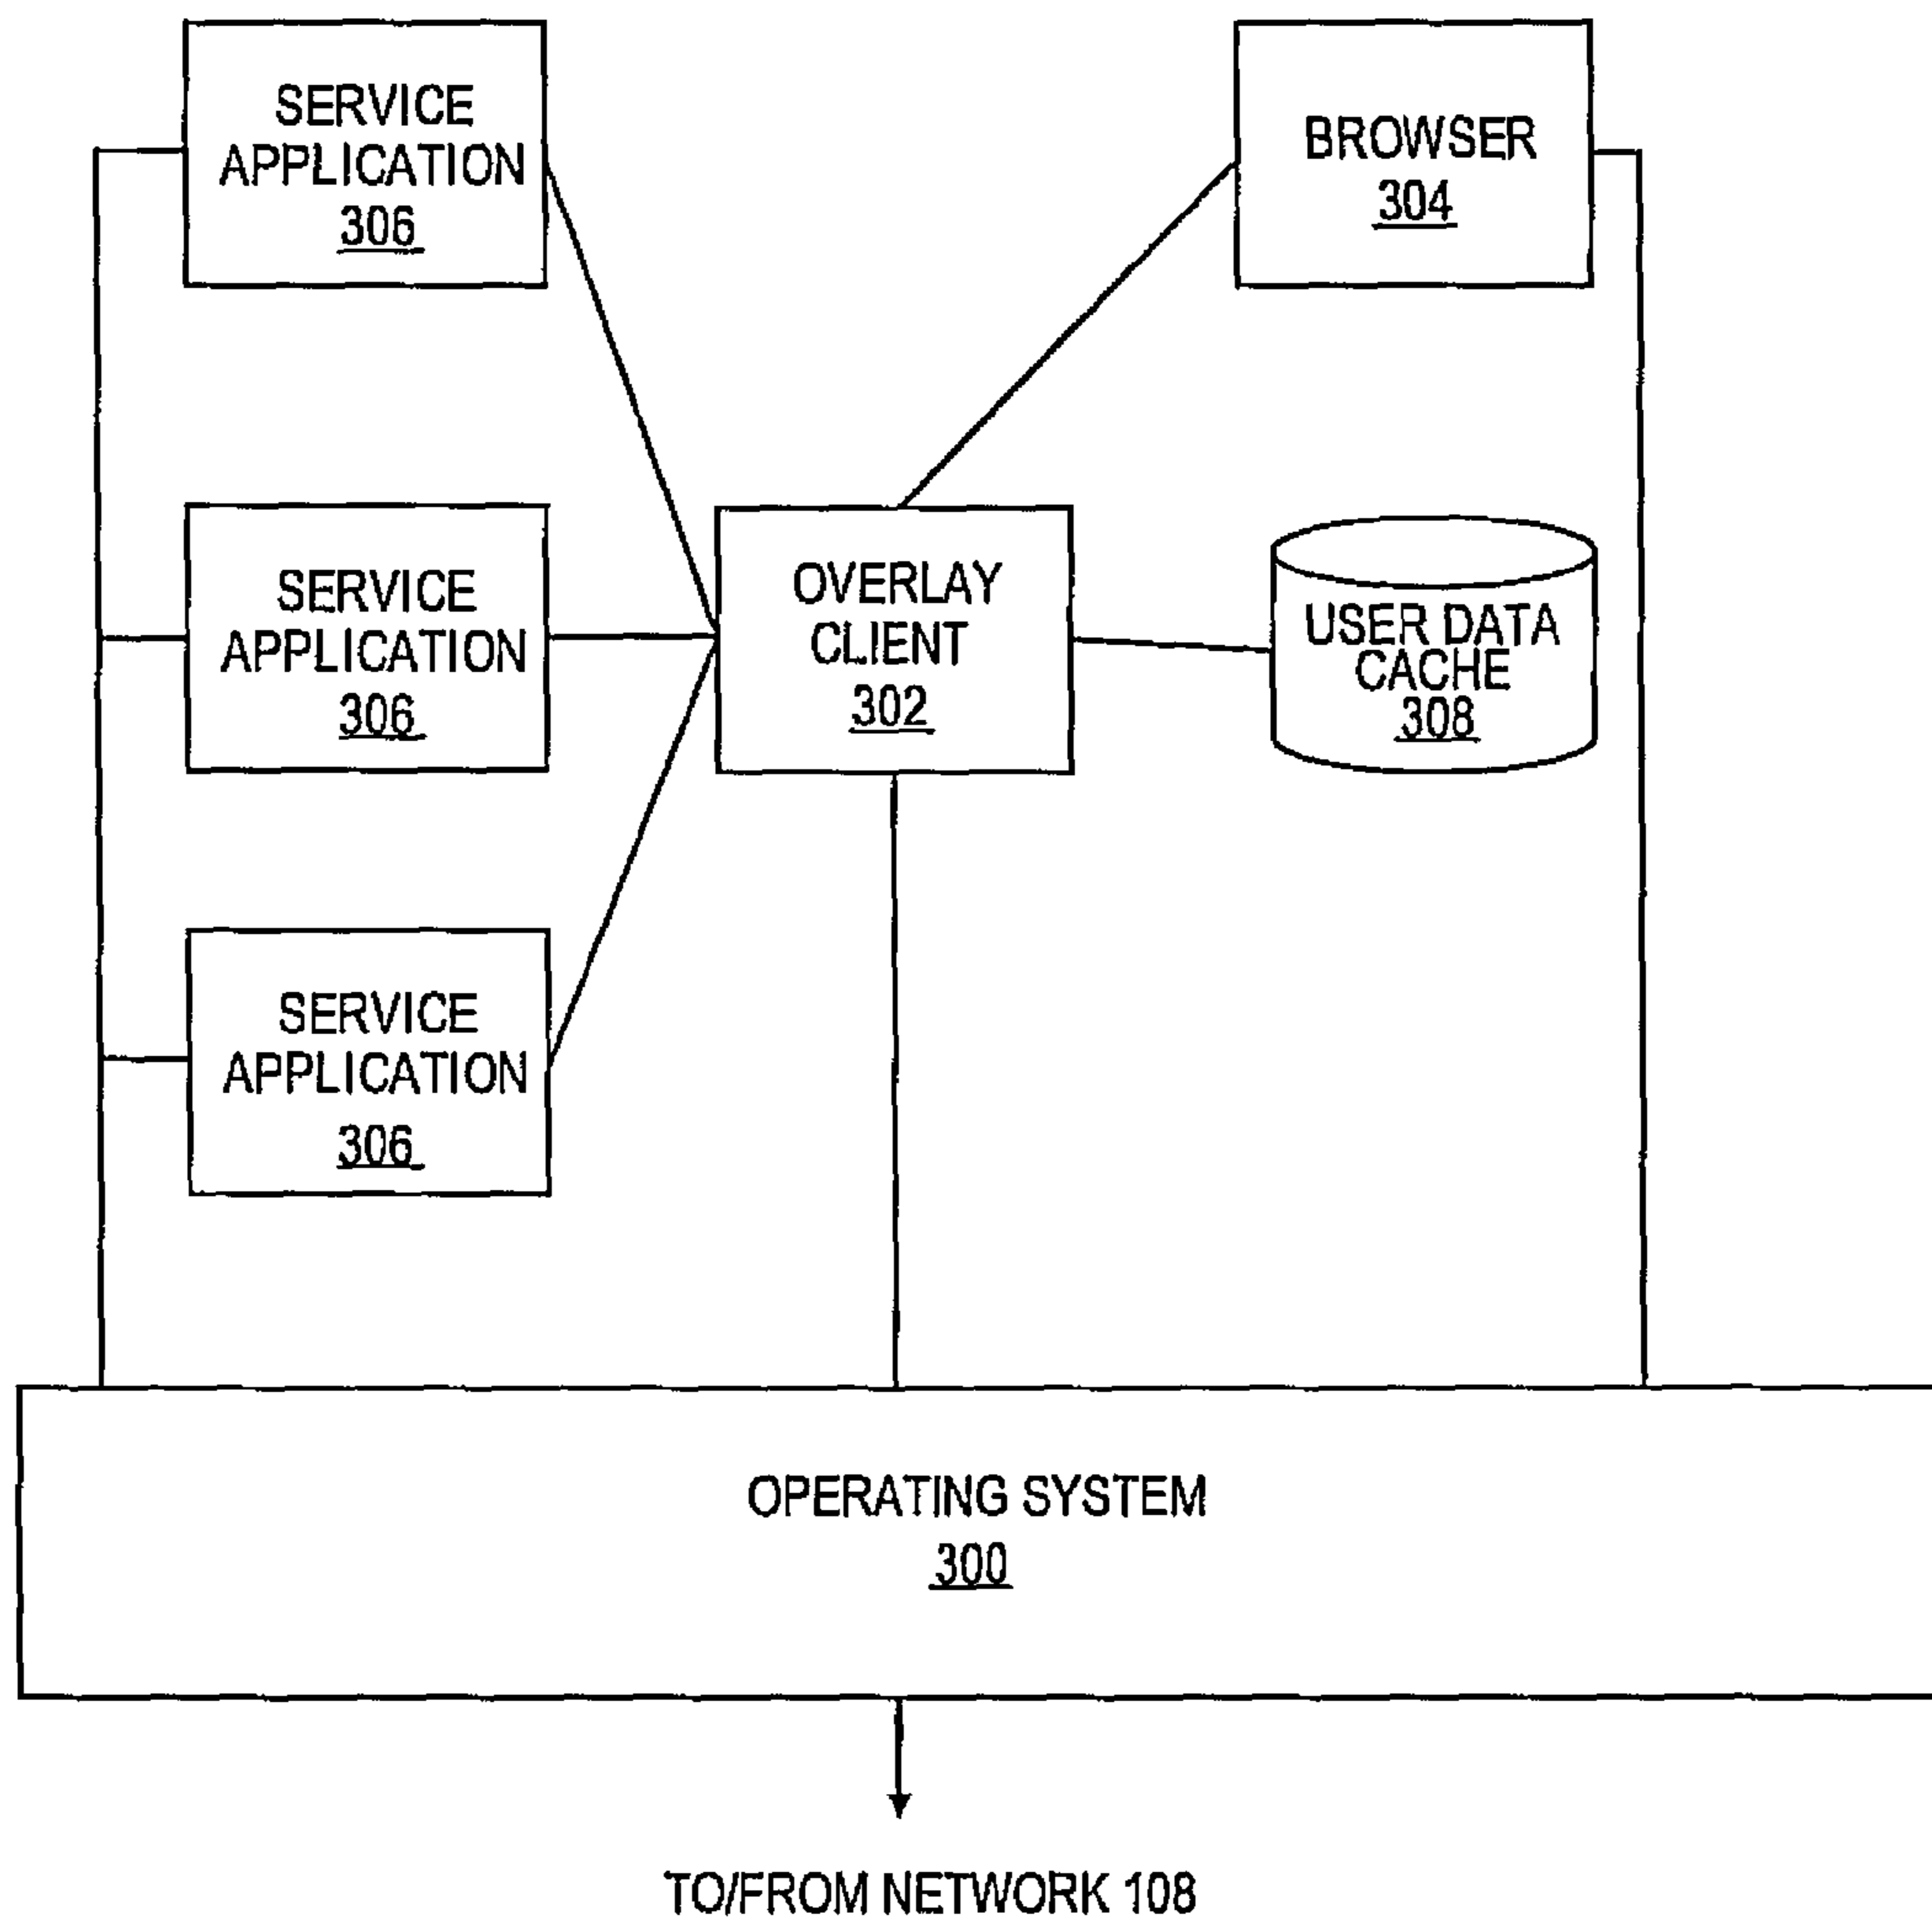 SERVICE
APPLICATION
306
BROWSER
304
SERVICE
APPLICATION
306
OVERLAY
CLIENT
302
USER DATA
CACHE
308
SERVICE
APPLICATION
306
OPERATING SYSTEM
300
TO/FROM NETWORK 108